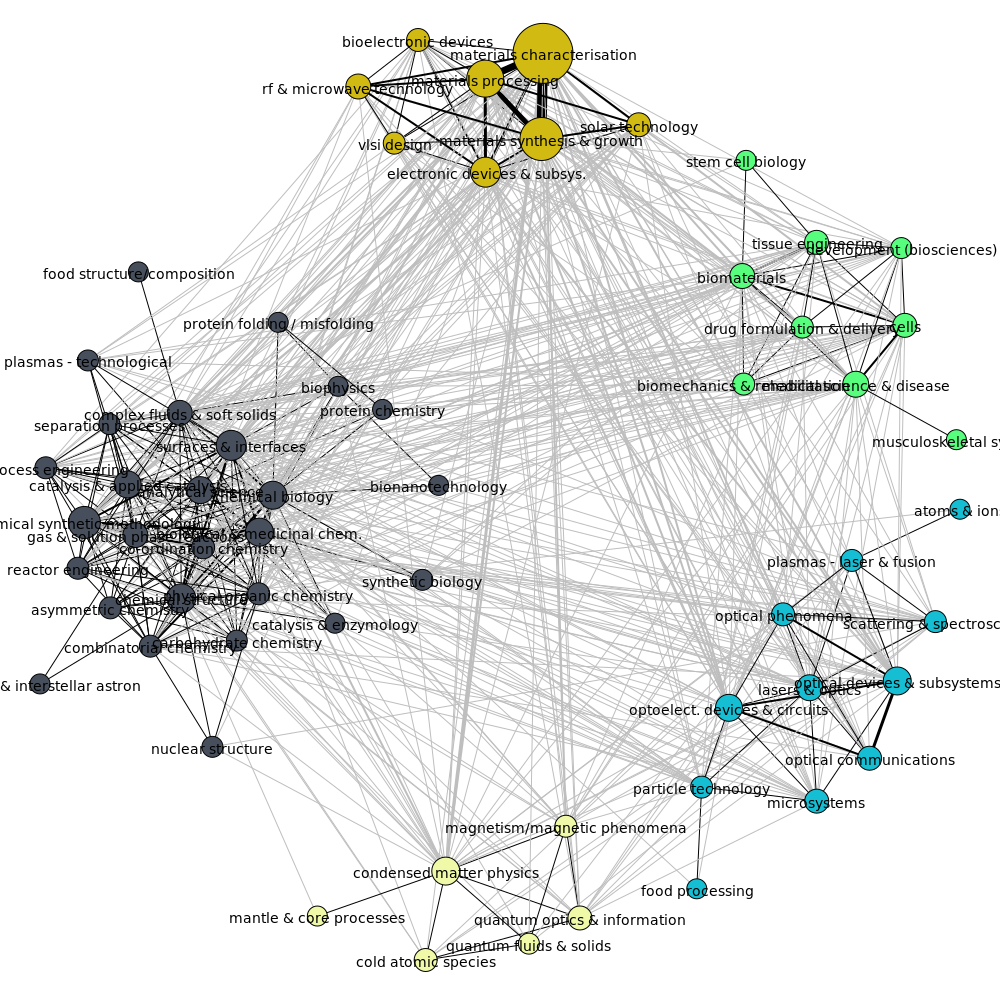 bioelectronic devices
materials characterisation
rf & microwave technology
materials processing
solar technology
vlsi design
materials synthesis & growth
electronic devices & subsys.
stem cell biology
tissue engineering
development (biosciences)
food structure/composition
biomaterials
protein folding / misfolding
drug formulation & delivery
cells
plasmas - technological
biophysics
biomechanics & rehabilitation
medical science & disease
complex fluids & soft solids
protein chemistry
separation processes
surfaces & interfaces
musculoskeletal sy
ocess engineering
catalysis & applied catalysis
analytical science
chemical biology
bionanotechnology
atoms & ions
mical synthetic methodology
gas & solution phase reactions
biological & medicinal chem.
co-ordination chemistry
plasmas - laser & fusion
reactor engineering
synthetic biology
chemical structure
physical organic chemistry
asymmetric chemistry
optical phenomena
scattering & spectrosc
catalysis & enzymology
combinatorial chemistry
carbohydrate chemistry
& interstellar astron
lasers & optics
optical devices & subsystems
optoelect. devices & circuits
nuclear structure
optical communications
particle technology
microsystems
magnetism/magnetic phenomena
condensed matter physics
food processing
mantle & core processes
quantum optics & information
quantum fluids & solids
cold atomic species